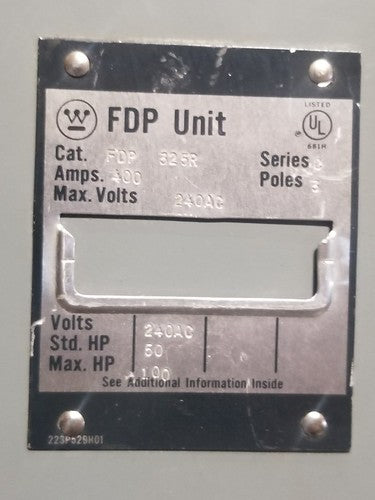 LISTED
W FDP Unit
UL
681H
Cat. FDP 325R Series
Amps. 400 Poles 3
Max. Volts 240AC
Volts 240AC
Std. HP 50
Max. HP 100
See Additional Information Inside